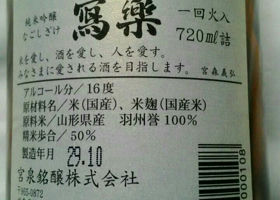 純米吟醸
なごしざけ
寫樂
一回火入
720㎖詰
米を愛し、酒を愛し、人を愛す。
みなさまに愛される酒を目指します。 宮森義弘
アルコール分／16度
原材料名／米(国産)、米麹(国産米)
原料米／山形県産 羽州誉100%
精米歩合／50%
製造年月 29.10
宮泉銘醸株式会社
〒965-0872
000108